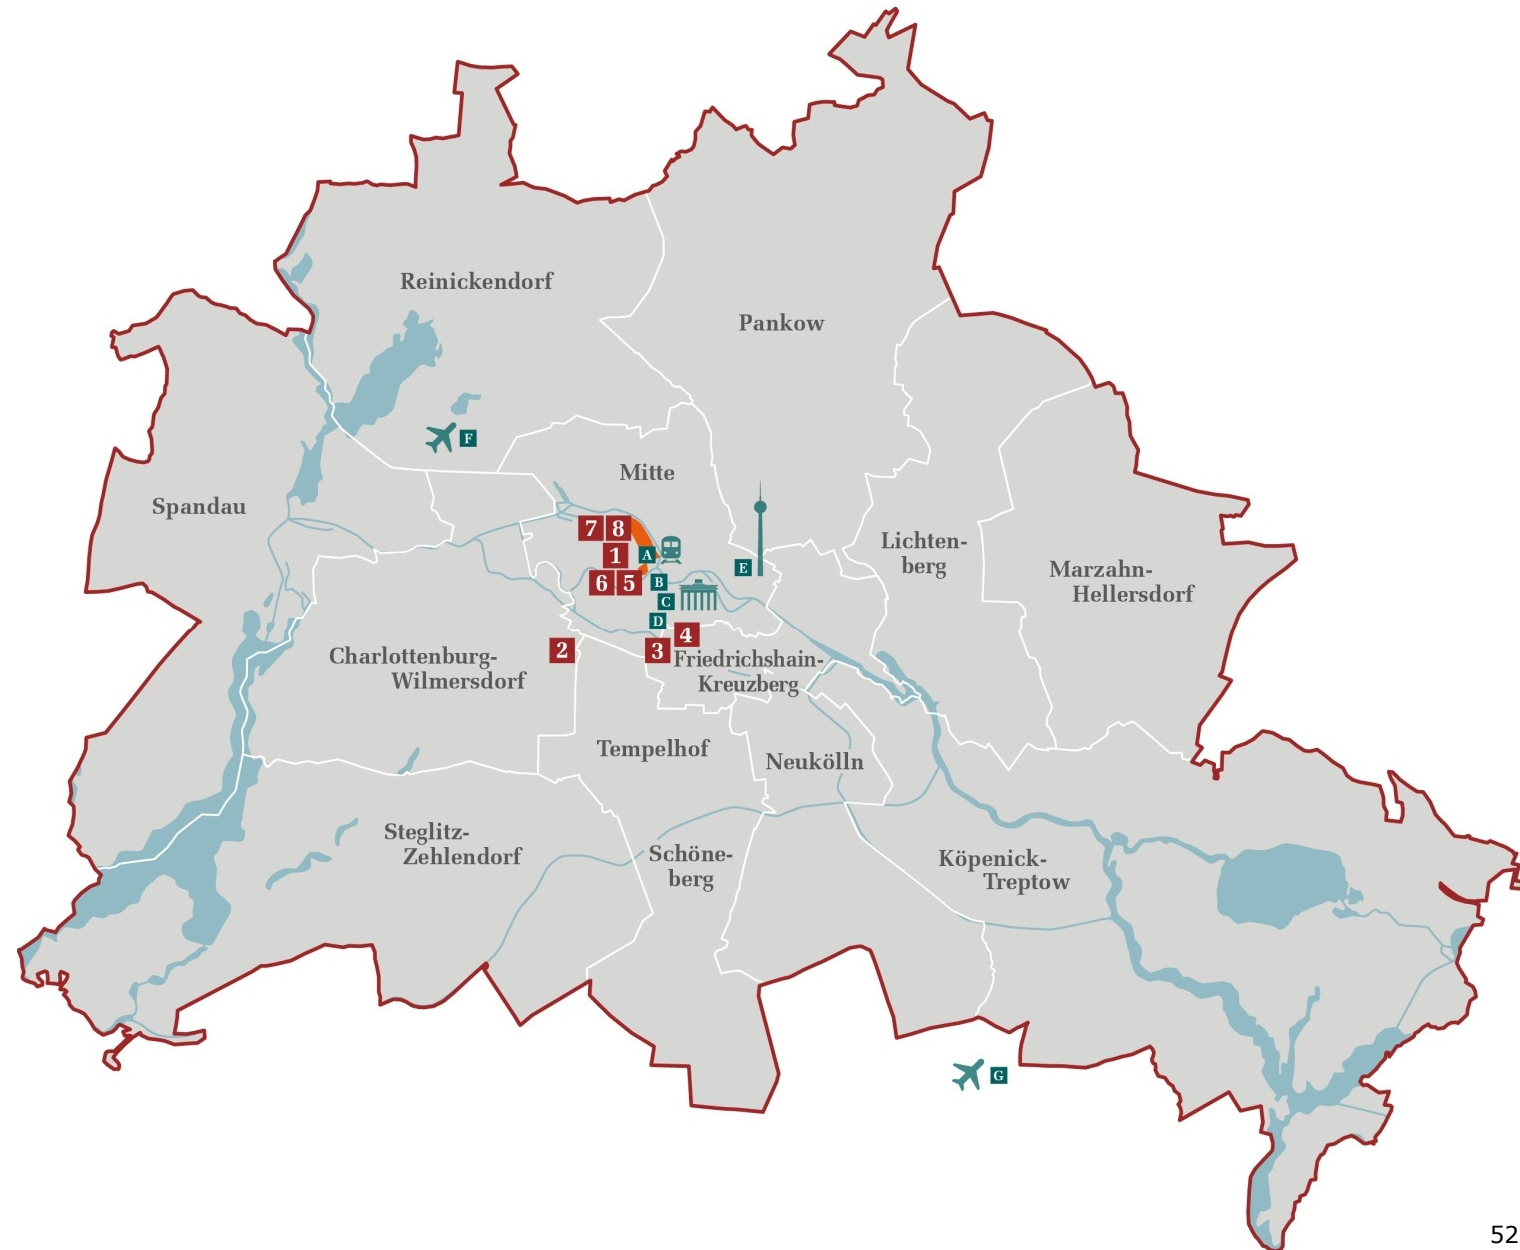 Reinickendorf
Pankow
F
Mitte
Spandau
7 8
1
A
Lichten-
berg
E
Marzahn-
Hellersdorf
6 5
B
C
D
4
2
3
Charlottenburg-
Wilmersdorf
Friedrichshain-
Kreuzberg
Tempelhof
Neukölln
Steglitz-
Zehlendorf
Schöne-
berg
Köpenick-
Treptow
G
52